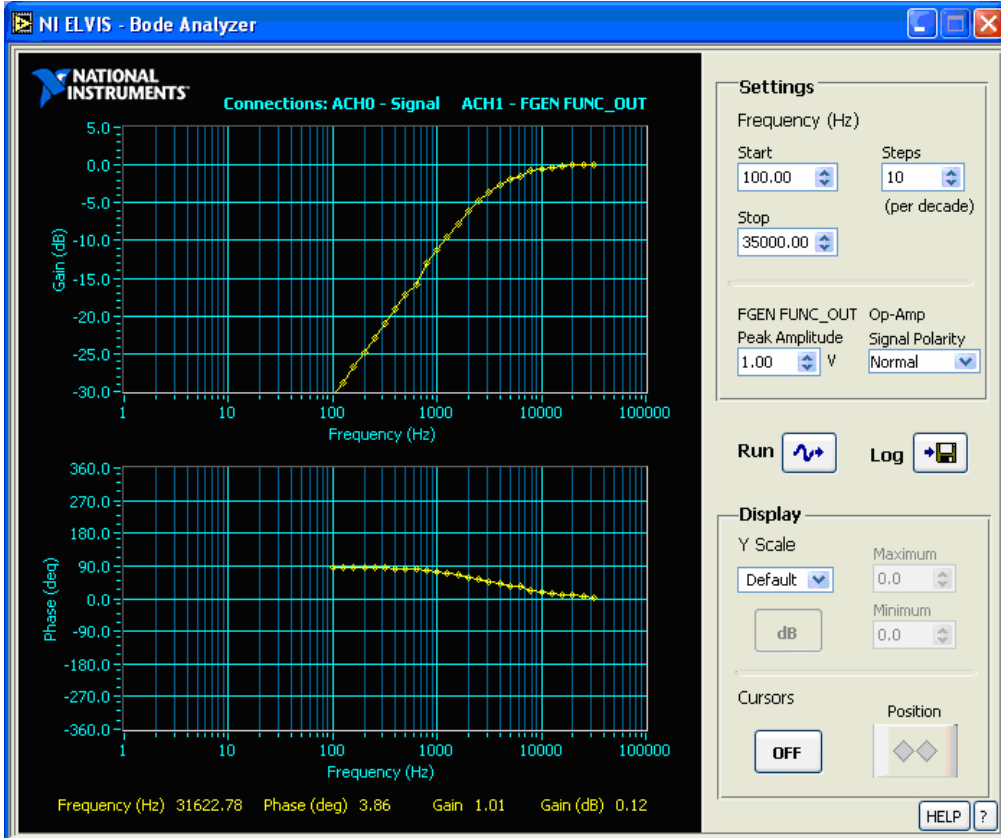 NI ELVIS - Bode Analyzer
NATIONAL
INSTRUMENTS
Connections: ACH0 - Signal ACH1 - FGEN FUNC_OUT
5.0
0.0
-5.0
-10.0
-15.0
-20.0
-25.0
-30.0
Gain (dB)
1 10 100 1000 10000 100000
Frequency (Hz)
360.0
270.0
180.0
90.0
0.0
-90.0
-180.0
-270.0
-360.0
Phase (deg)
1 10 100 1000 10000 100000
Frequency (Hz)
Frequency (Hz) 31622.78 Phase (deg) 3.86 Gain 1.01 Gain (dB) 0.12
Settings
Frequency (Hz)
Start Steps
100.00 10
(per decade)
Stop
35000.00
FGEN FUNC_OUT Op-Amp
Peak Amplitude Signal Polarity
1.00 V Normal
Run Log
Display
Y Scale Maximum
Default 0.0
Minimum
dB 0.0
Cursors Position
OFF
HELP ?